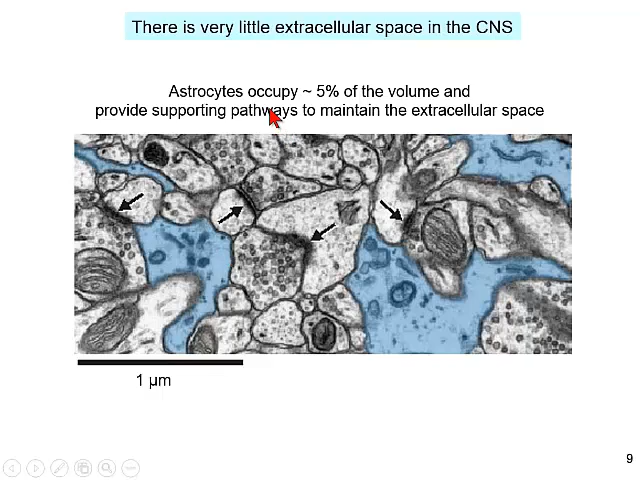 There is very little extracellular space in the CNS
Astrocytes occupy ~ 5% of the volume and
provide supporting pathways to maintain the extracellular space
1 µm
9